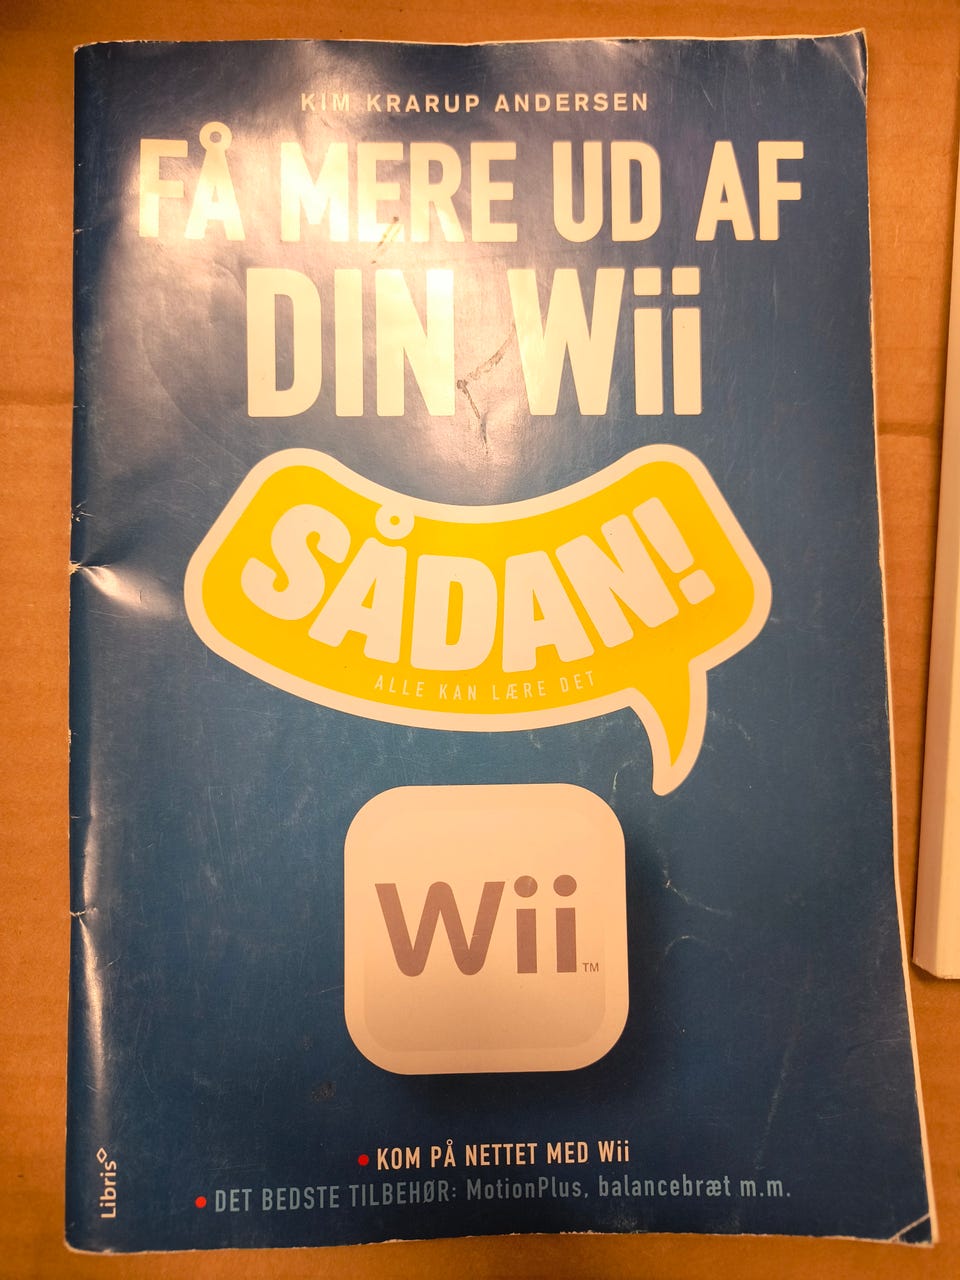 KIM KRARUP ANDERSEN
FÅ MERE UD AF
DIN Wii
SÅDAN!
ALLE KAN LÆRE DET
Wii™
• KOM PÅ NETTET MED Wii
• DET BEDSTE TILBEHØR: MotionPlus, balancebræt m.m.
Libris